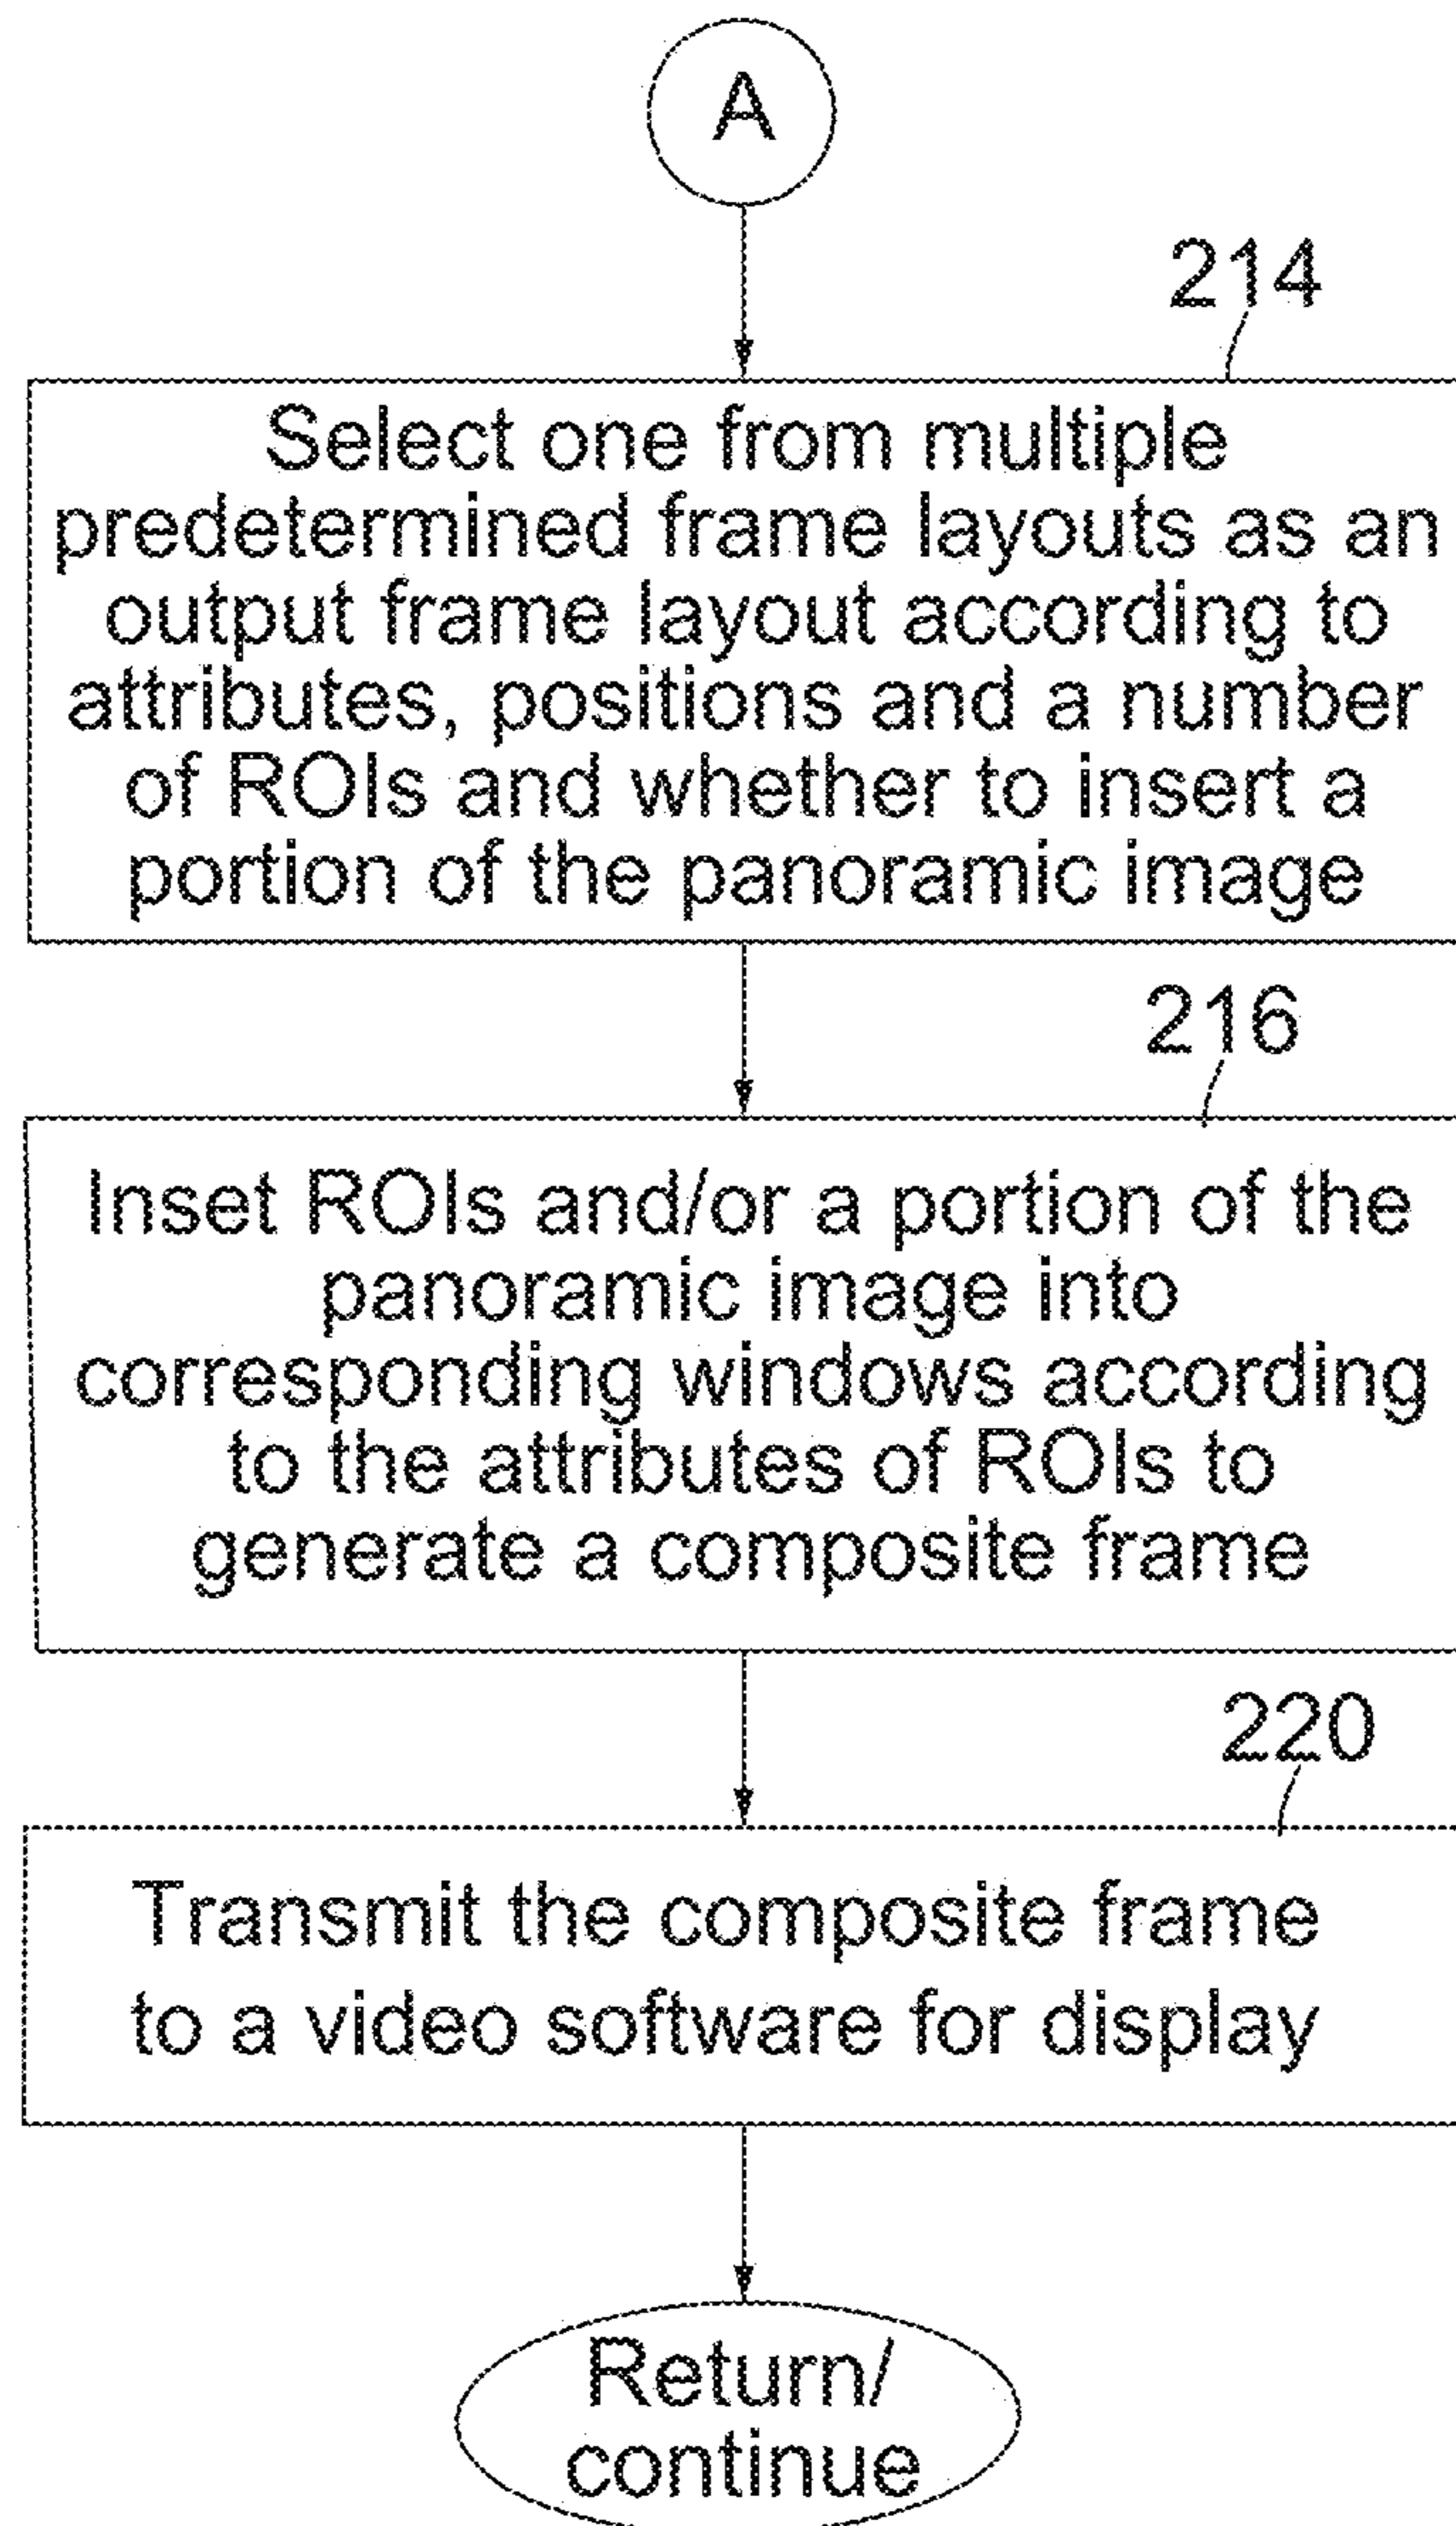 A
214
Select one from multiple
predetermined frame layouts as an
output frame layout according to
attributes, positions and a number
of ROIs and whether to insert a
portion of the panoramic image
216
Inset ROIs and/or a portion of the
panoramic image into
corresponding windows according
to the attributes of ROIs to
generate a composite frame
220
Transmit the composite frame
to a video software for display
Return/
continue